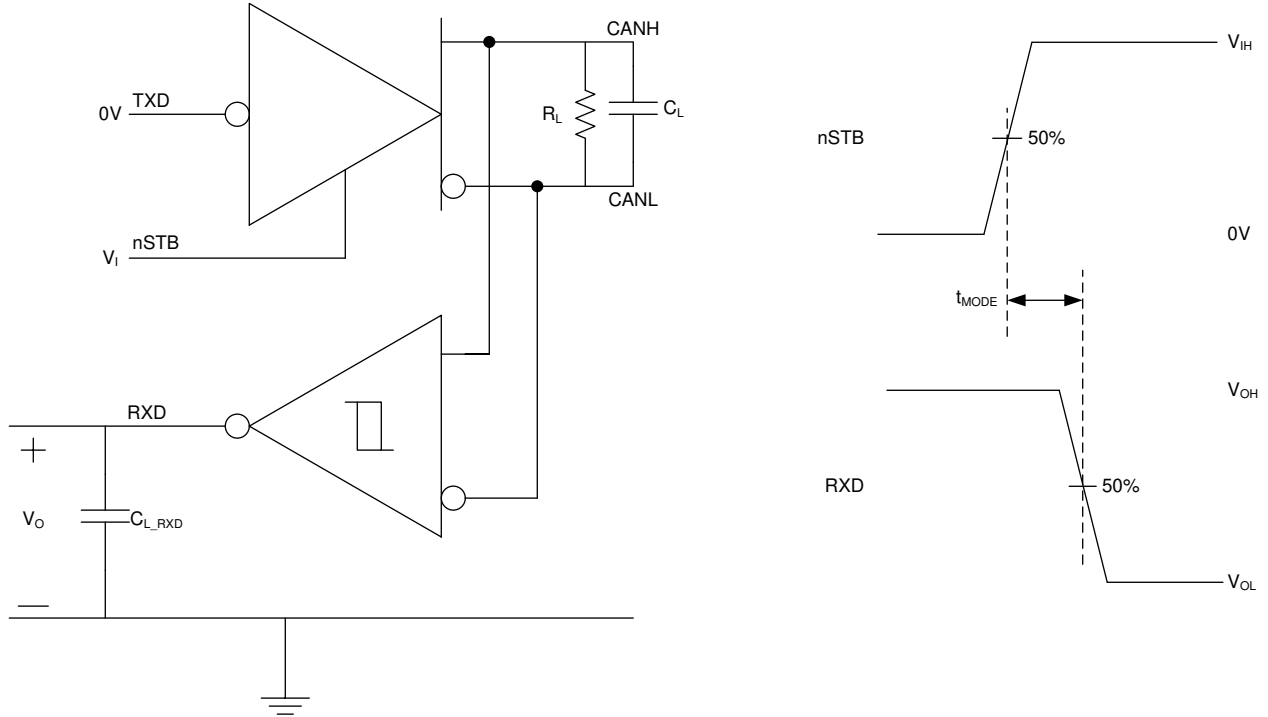 CANH
TXD
0V
R_L
C_L
CANL
nSTB
V_I
RXD
+
V_O
C_L_RXD
—
V_IH
nSTB
50%
0V
t_MODE
V_OH
RXD
50%
V_OL